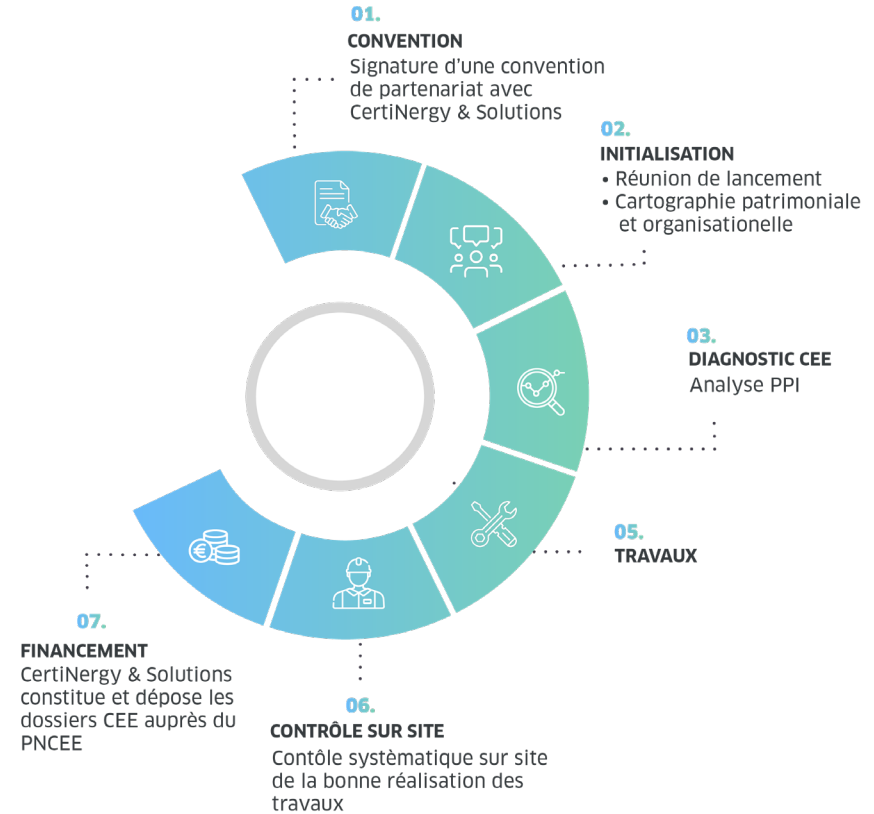 01.
CONVENTION
Signature d’une convention
de partenariat avec
CertiNergy & Solutions
02.
INITIALISATION
• Réunion de lancement
• Cartographie patrimoniale
et organisationelle
03.
DIAGNOSTIC CEE
Analyse PPI
05.
TRAVAUX
06.
CONTRÔLE SUR SITE
Contôle systèmatique sur site
de la bonne réalisation des
travaux
07.
FINANCEMENT
CertiNergy & Solutions
constitue et dépose les
dossiers CEE auprès du
PNCEE